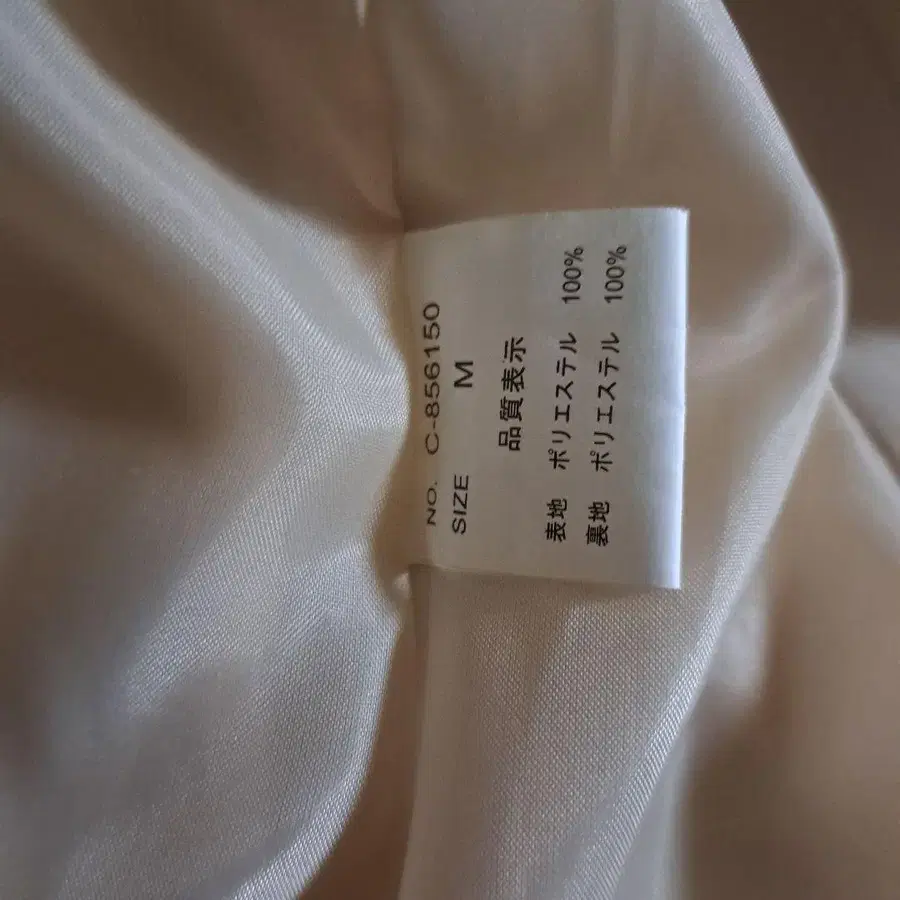 NO. C-856150
SIZE M
品質表示
表地 ポリエステル 100%
裏地 ポリエステル 100%